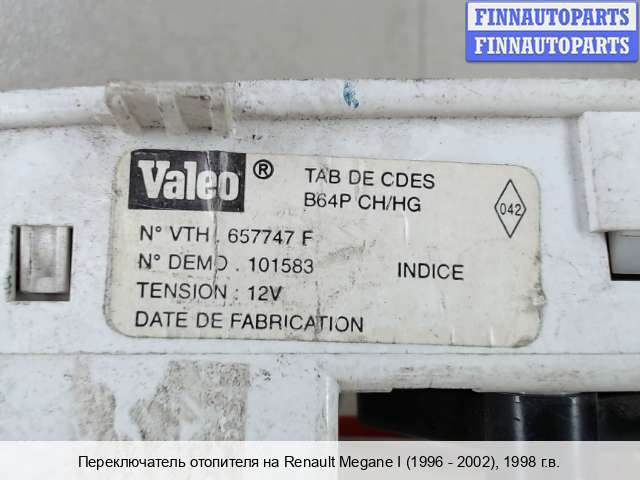 FINNAUTOPARTS
FINNAUTOPARTS
Valeo ®
TAB DE CDES
B64P CH/HG
042
N° VTH . 657747 F
N° DEMO . 101583
INDICE
TENSION : 12V
DATE DE FABRICATION
Переключатель отопителя на Renault Megane I (1996 - 2002), 1998 г.в.